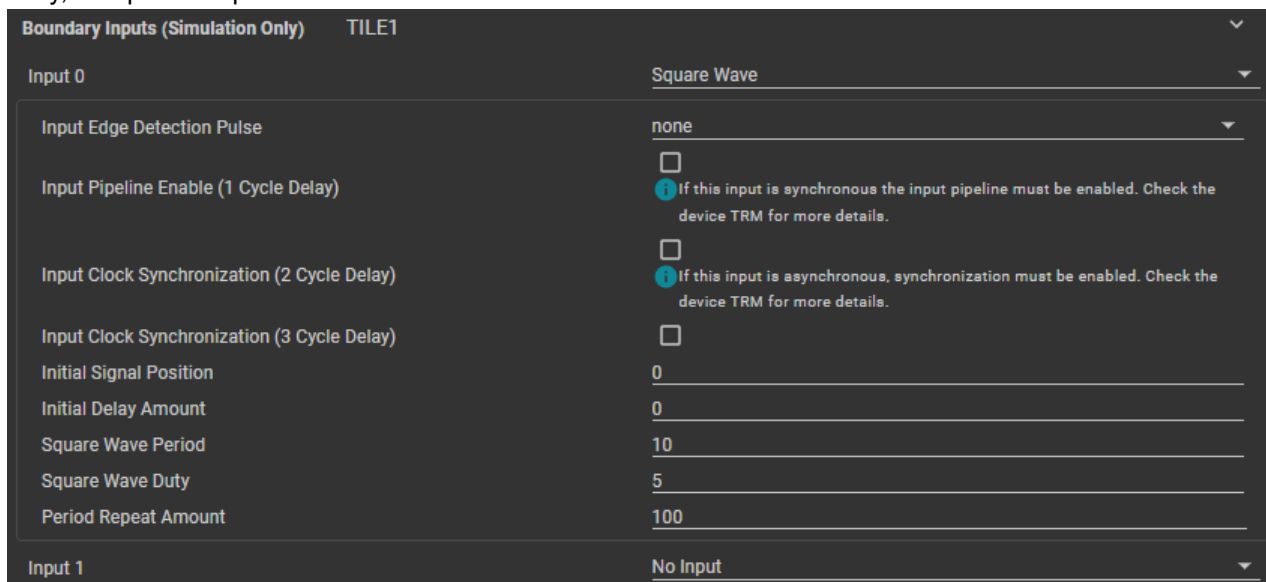 Boundary Inputs (Simulation Only) TILE1
Input 0 Square Wave
Input Edge Detection Pulse none
Input Pipeline Enable (1 Cycle Delay)
If this input is synchronous the input pipeline must be enabled. Check the
device TRM for more details.
Input Clock Synchronization (2 Cycle Delay)
If this input is asynchronous, synchronization must be enabled. Check the
device TRM for more details.
Input Clock Synchronization (3 Cycle Delay)
Initial Signal Position 0
Initial Delay Amount 0
Square Wave Period 10
Square Wave Duty 5
Period Repeat Amount 100
Input 1 No Input